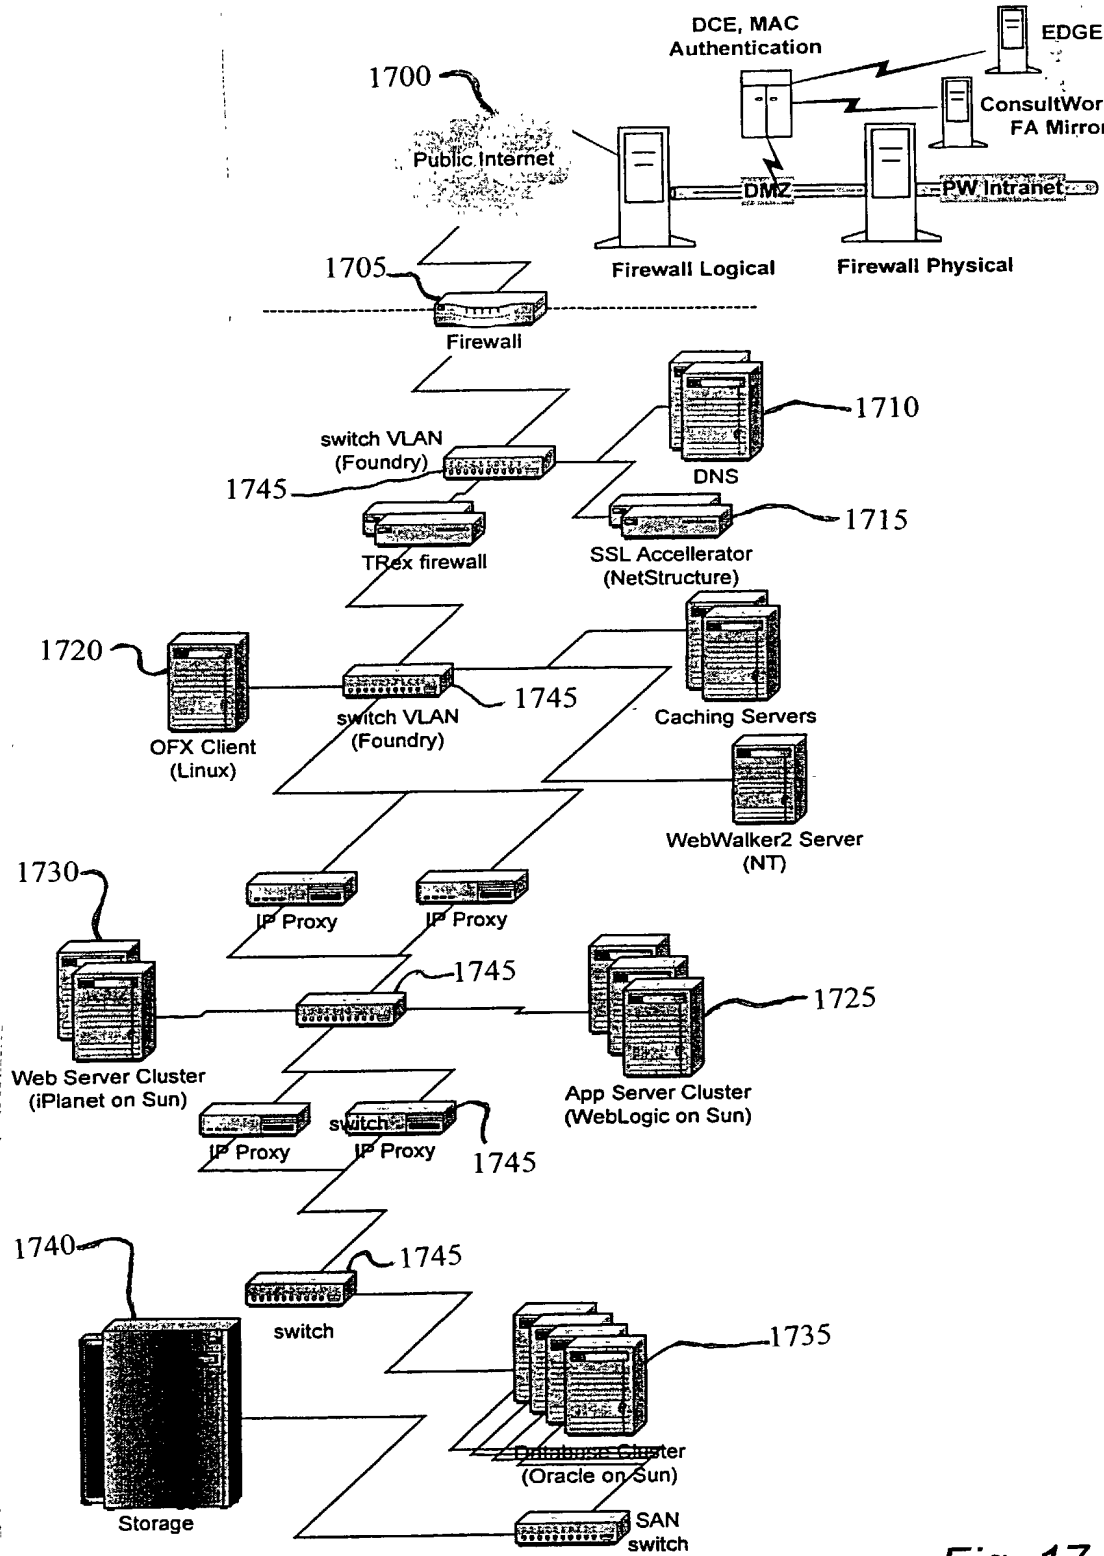 DCE, MAC
Authentication
EDGE
1700
ConsultWor
FA Mirror
Public Internet
DMZ
PW Intranet
1705
Firewall Logical
Firewall Physical
Firewall
1710
switch VLAN
(Foundry)
DNS
1745
1715
TRex firewall
SSL Accellerator
(NetStructure)
1720
1745
switch VLAN
(Foundry)
Caching Servers
OFX Client
(Linux)
WebWalker2 Server
(NT)
1730
IP Proxy
IP Proxy
1745
1725
Web Server Cluster
(iPlanet on Sun)
App Server Cluster
(WebLogic on Sun)
switch
IP Proxy
IP Proxy
1745
1740
1745
switch
1735
Database Cluster
(Oracle on Sun)
Storage
SAN
switch
Fig. 17